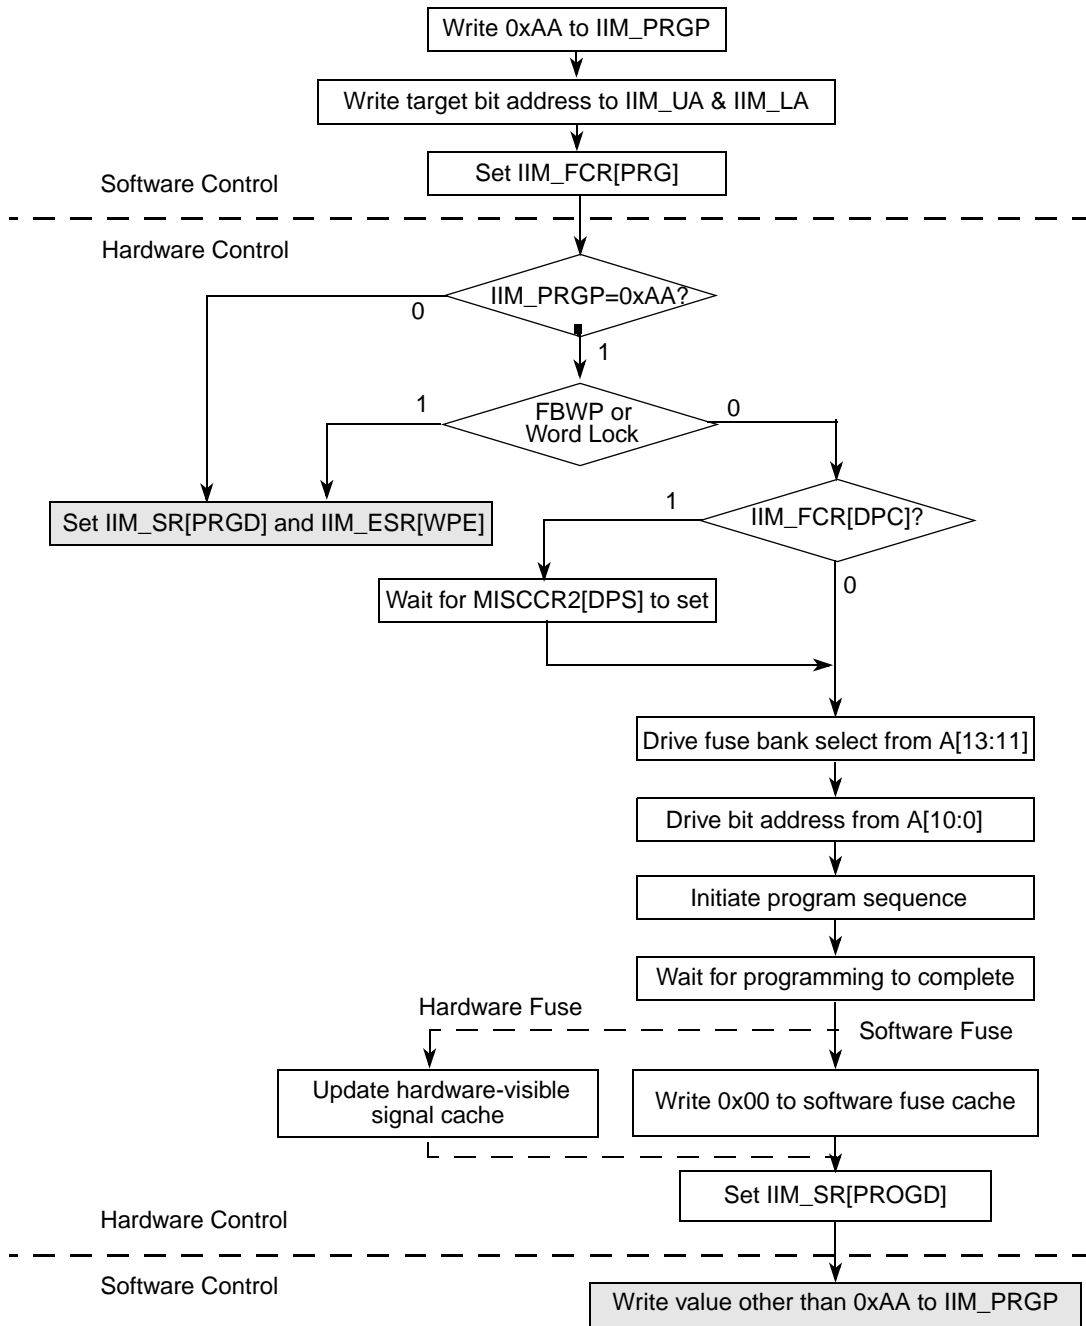 Write 0xAA to IIM_PRGP
Write target bit address to IIM_UA & IIM_LA
Set IIM_FCR[PRG]
Software Control
Hardware Control
IIM_PRGP=0xAA?
0
1
FBWP or
Word Lock
1
0
Set IIM_SR[PRGD] and IIM_ESR[WPE]
IIM_FCR[DPC]?
1
0
Wait for MISCCR2[DPS] to set
Drive fuse bank select from A[13:11]
Drive bit address from A[10:0]
Initiate program sequence
Wait for programming to complete
Hardware Fuse
Software Fuse
Update hardware-visible
signal cache
Write 0x00 to software fuse cache
Set IIM_SR[PROGD]
Hardware Control
Software Control
Write value other than 0xAA to IIM_PRGP